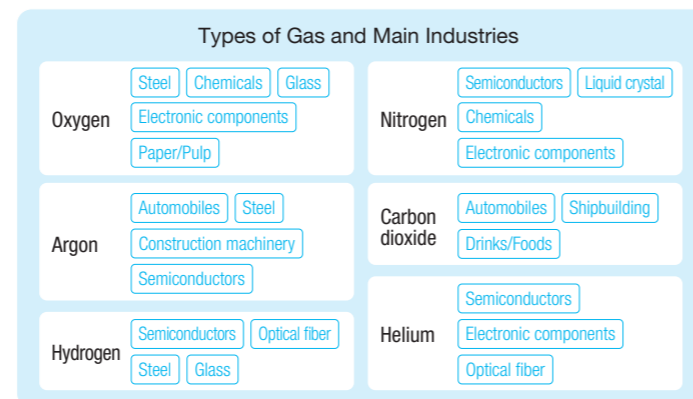 Types of Gas and Main Industries
Oxygen
Steel Chemicals Glass
Electronic components
Paper/Pulp
Nitrogen
Semiconductors Liquid crystal
Chemicals
Electronic components
Argon
Automobiles Steel
Construction machinery
Semiconductors
Carbon
dioxide
Automobiles Shipbuilding
Drinks/Foods
Hydrogen
Semiconductors Optical fiber
Steel Glass
Helium
Semiconductors
Electronic components
Optical fiber